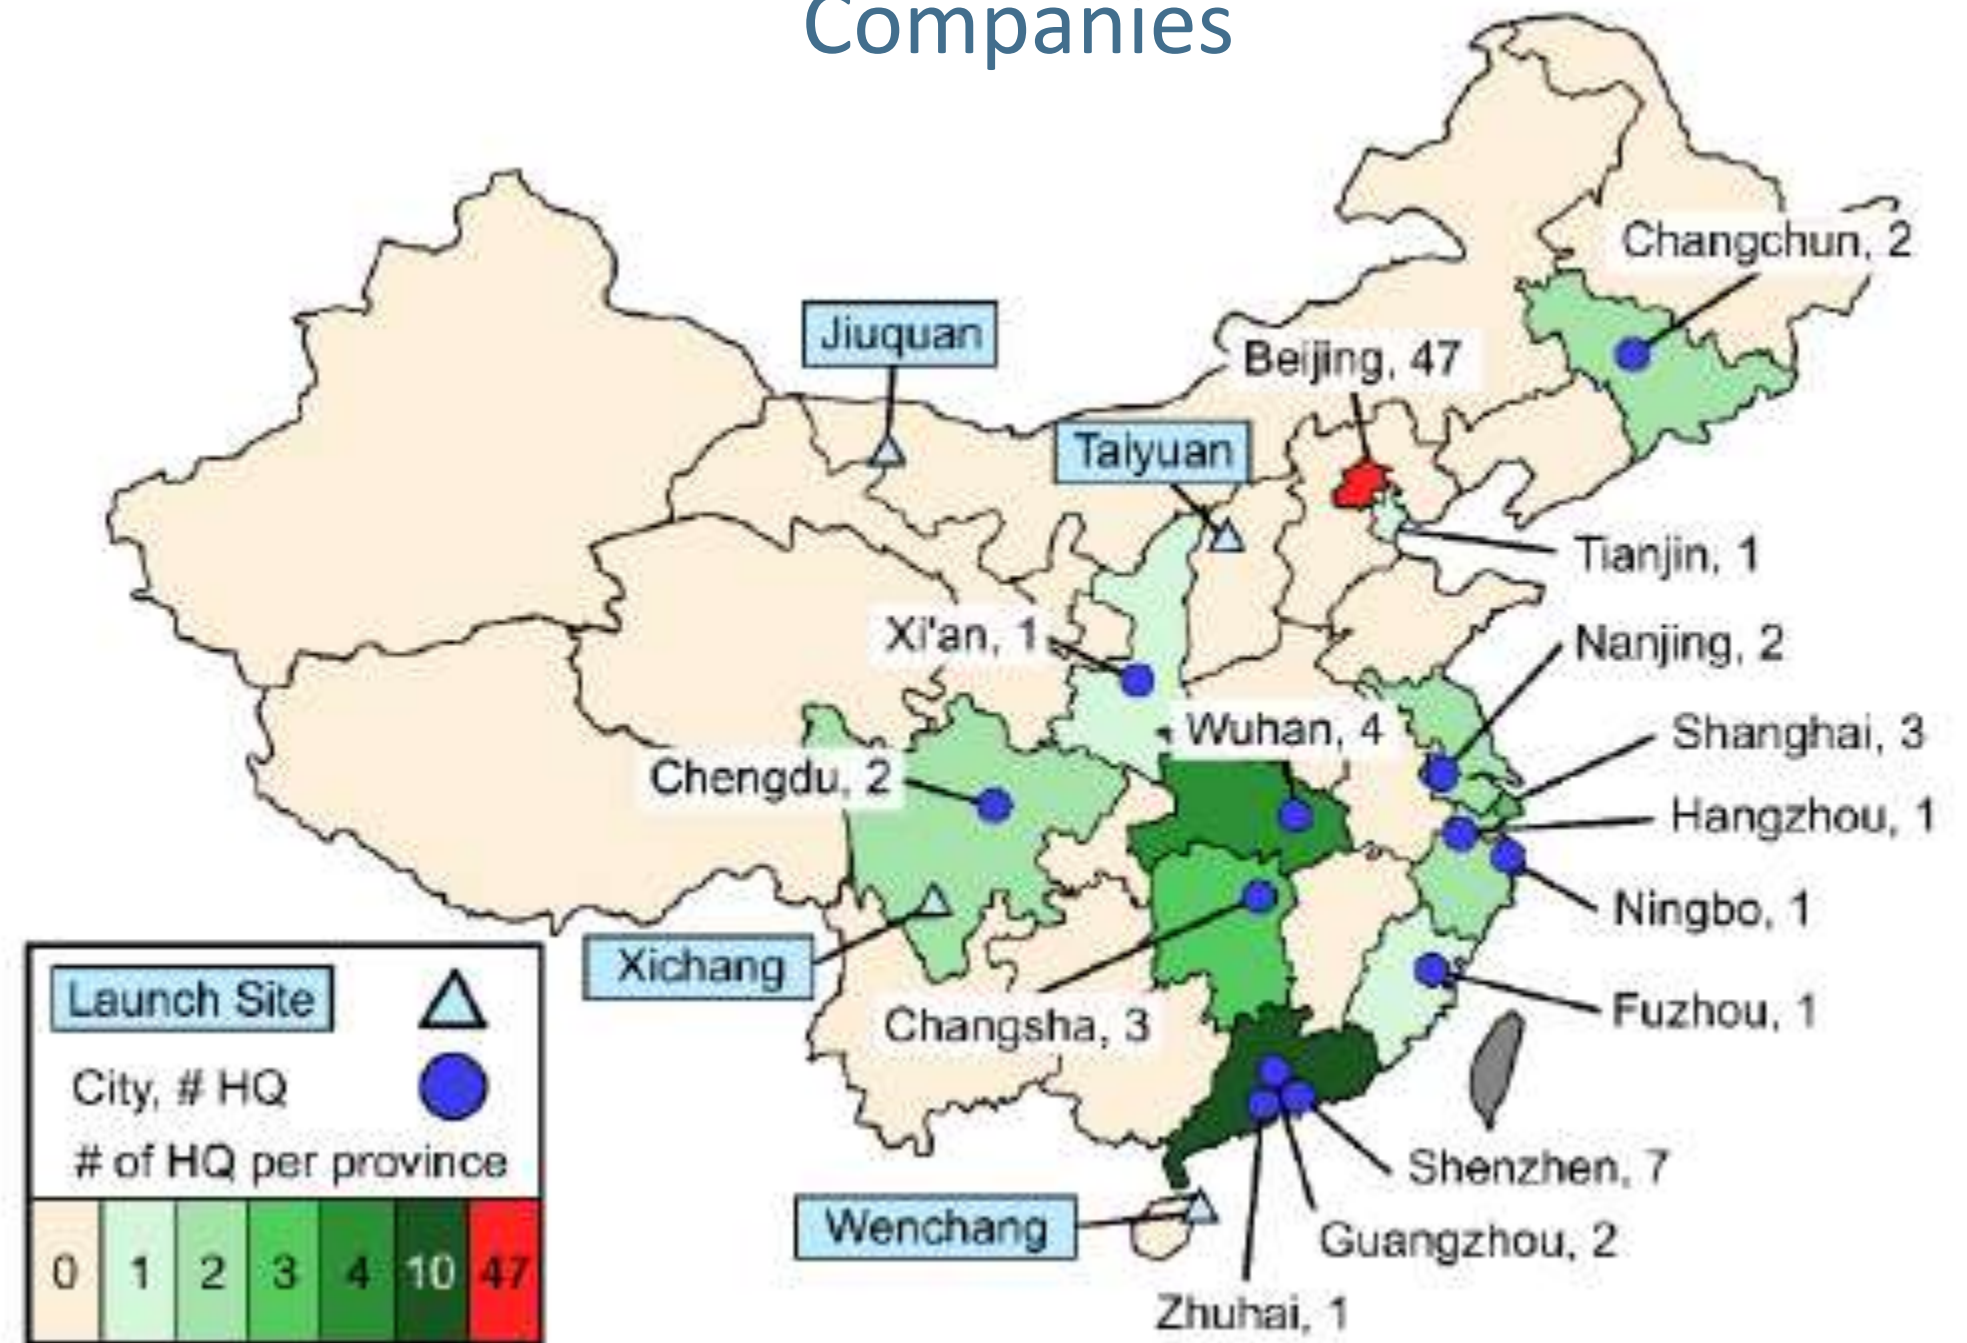 Companies
Changchun, 2
Jiuquan
Beijing, 47
Taiyuan
Tianjin, 1
Xi'an, 1
Nanjing, 2
Wuhan, 4
Shanghai, 3
Chengdu, 2
Hangzhou, 1
Ningbo, 1
Xichang
Launch Site
Changsha, 3
Fuzhou, 1
City, # HQ
# of HQ per province
Shenzhen, 7
Wenchang
Guangzhou, 2
0 1 2 3 4 10 47
Zhuhai, 1